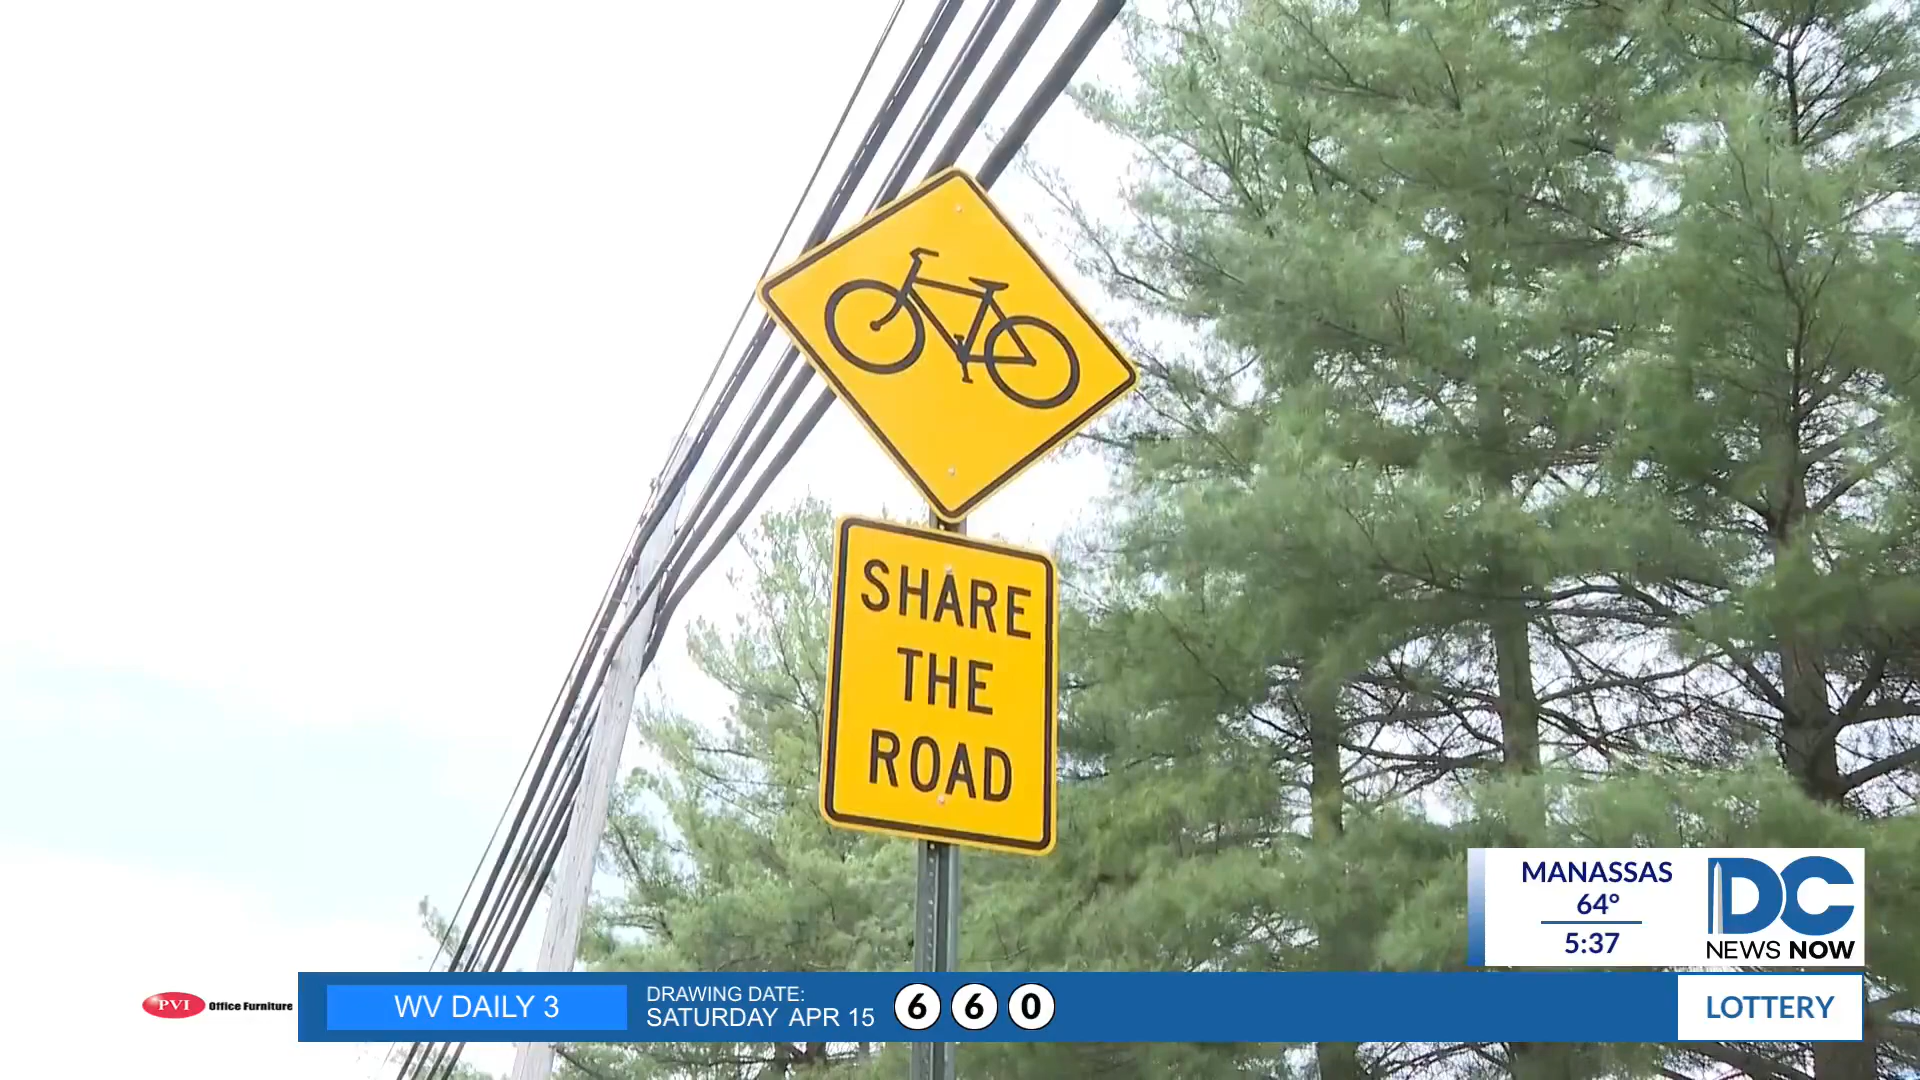 SHARE
THE
ROAD
MANASSAS
64°
5:37
DC
NEWS NOW
PVI Office Furniture
WV DAILY 3
DRAWING DATE:
SATURDAY APR 15
6 6 0
LOTTERY